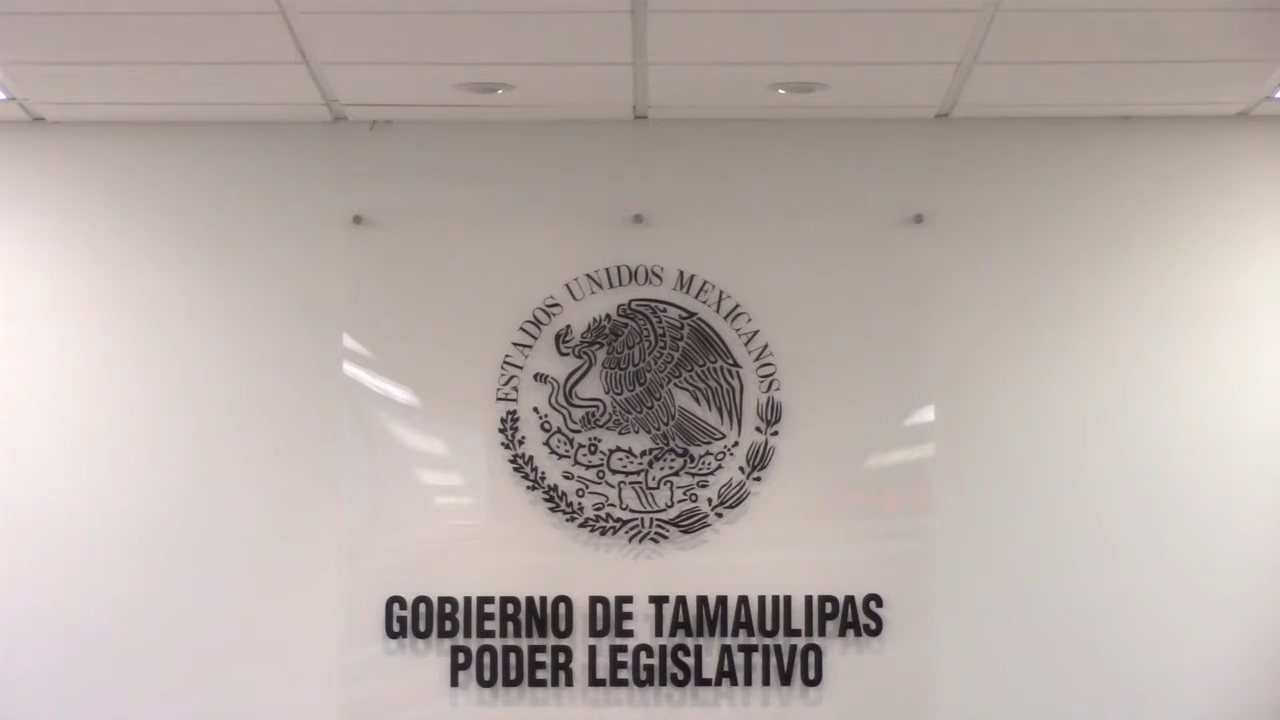 ESTADOS UNIDOS MEXICANOS
GOBIERNO DE TAMAULIPAS
PODER LEGISLATIVO